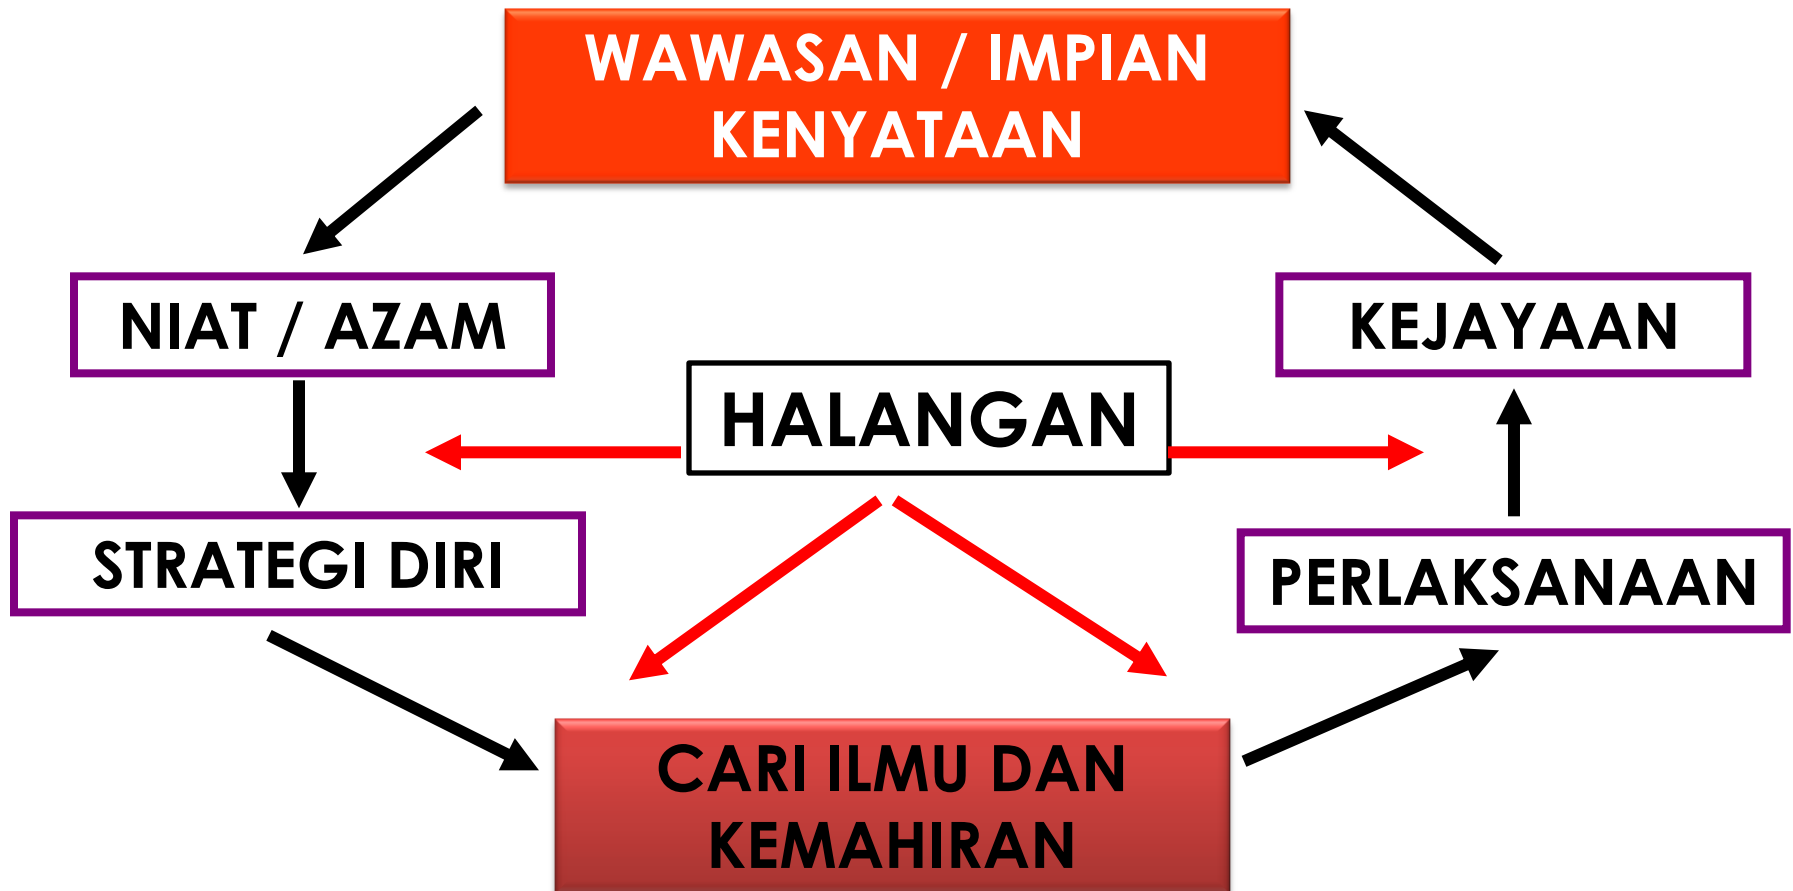 WAWASAN / IMPIAN
KENYATAAN
NIAT / AZAM
KEJAYAAN
HALANGAN
STRATEGI DIRI
PERLAKSANAAN
CARI ILMU DAN
KEMAHIRAN